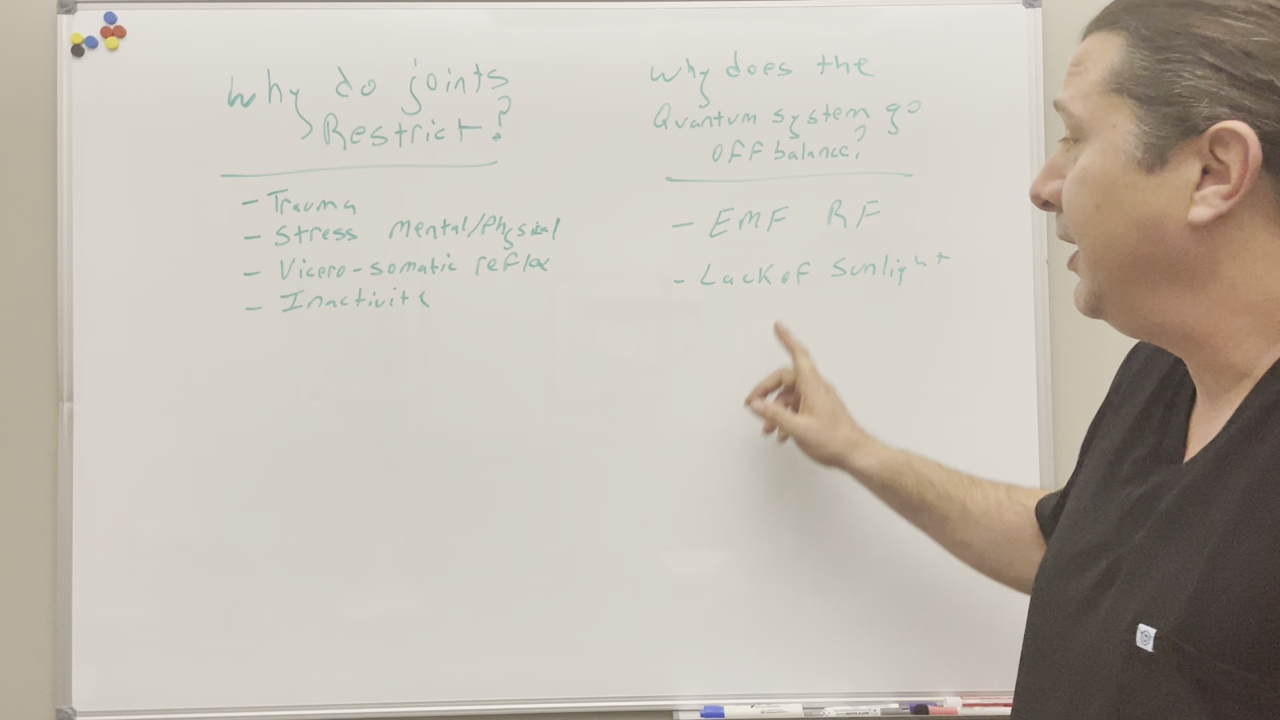 Why do joints
Restrict?
- Trauma
- Stress Mental/Physical
- Vicero-somatic reflex
- Inactivity
Why does the
Quantum system go
off balance?
- EMF RF
- Lack of Sunlight